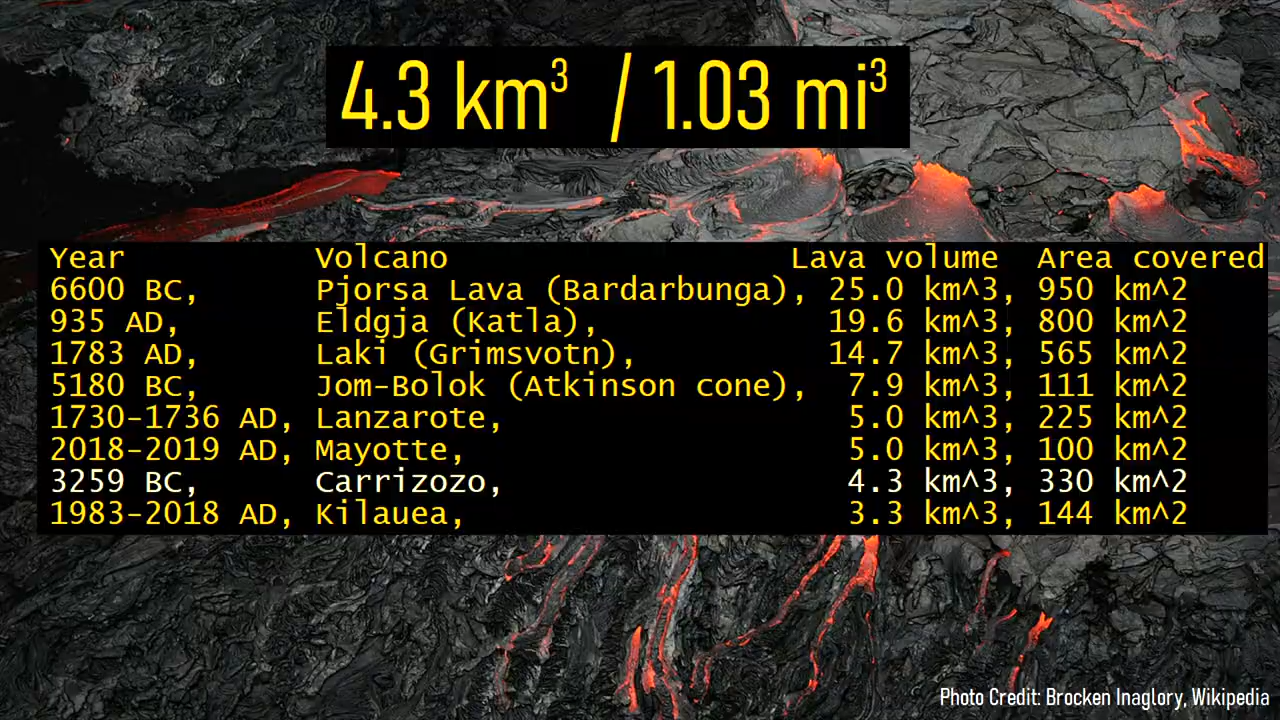 4.3 km³ / 1.03 mi³
Year Volcano Lava volume Area covered
6600 BC, Pjorsa Lava (Bardarbunga), 25.0 km^3, 950 km^2
935 AD, Eldgja (Katla), 19.6 km^3, 800 km^2
1783 AD, Laki (Grimsvotn), 14.7 km^3, 565 km^2
5180 BC, Jom-Bolok (Atkinson cone), 7.9 km^3, 111 km^2
1730-1736 AD, Lanzarote, 5.0 km^3, 225 km^2
2018-2019 AD, Mayotte, 5.0 km^3, 100 km^2
3259 BC, Carrizozo, 4.3 km^3, 330 km^2
1983-2018 AD, Kilauea, 3.3 km^3, 144 km^2
Photo Credit: Brocken Inaglory, Wikipedia